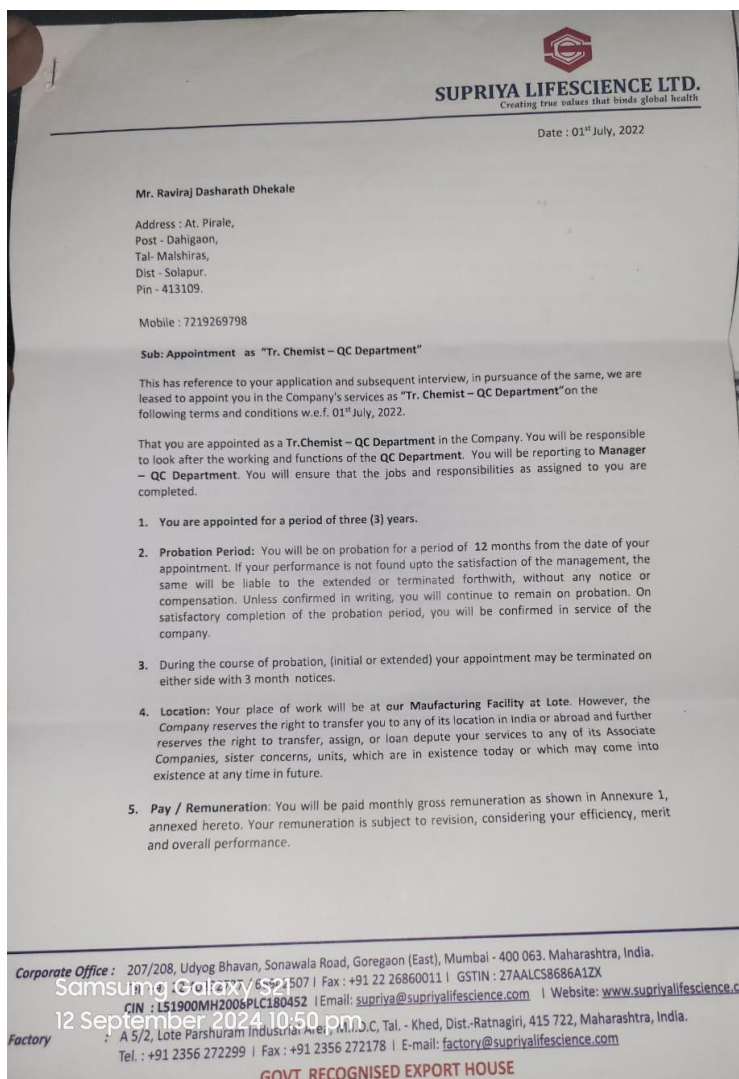 SUPRIYA LIFESCIENCE LTD.
Creating true values that binds global health
Date : 01st July, 2022
Mr. Raviraj Dasharath Dhekale
Address : At. Pirale,
Post - Dahigaon,
Tal- Malshiras,
Dist - Solapur.
Pin - 413109.
Mobile : 7219269798
Sub: Appointment as "Tr. Chemist – QC Department"
This has reference to your application and subsequent interview, in pursuance of the same, we are
leased to appoint you in the Company's services as "Tr. Chemist – QC Department"on the
following terms and conditions w.e.f. 01st July, 2022.
That you are appointed as a Tr.Chemist – QC Department in the Company. You will be responsible
to look after the working and functions of the QC Department. You will be reporting to Manager
– QC Department. You will ensure that the jobs and responsibilities as assigned to you are
completed.
1. You are appointed for a period of three (3) years.
2. Probation Period: You will be on probation for a period of 12 months from the date of your
appointment. If your performance is not found upto the satisfaction of the management, the
same will be liable to the extended or terminated forthwith, without any notice or
compensation. Unless confirmed in writing, you will continue to remain on probation. On
satisfactory completion of the probation period, you will be confirmed in service of the
company.
3. During the course of probation, (initial or extended) your appointment may be terminated on
either side with 3 month notices.
4. Location: Your place of work will be at our Maufacturing Facility at Lote. However, the
Company reserves the right to transfer you to any of its location in India or abroad and further
reserves the right to transfer, assign, or loan depute your services to any of its Associate
Companies, sister concerns, units, which are in existence today or which may come into
existence at any time in future.
5. Pay / Remuneration: You will be paid monthly gross remuneration as shown in Annexure 1,
annexed hereto. Your remuneration is subject to revision, considering your efficiency, merit
and overall performance.
Corporate Office : 207/208, Udyog Bhavan, Sonawala Road, Goregaon (East), Mumbai - 400 063. Maharashtra, India.
| Fax : +91 22 26860011 | GSTIN : 27AALCS8686A1ZX
Samsung Galaxy S21
CIN : L51900MH2008PLC180452 | Email: supriya@supriyalifescience.com | Website: www.supriyalifescience.c
12 September 2024 10:50 pm
Factory : A 5/2, Lote Parshuram Industrial Area, M.I.D.C, Tal. - Khed, Dist.-Ratnagiri, 415 722, Maharashtra, India.
Tel. : +91 2356 272299 | Fax : +91 2356 272178 | E-mail: factory@supriyalifescience.com
GOVT. RECOGNISED EXPORT HOUSE